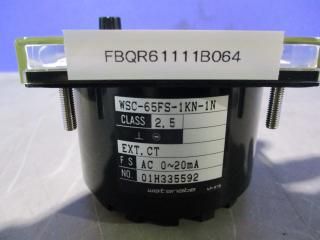 FBQR61111B064
WSC-65FS-1KN-1N
CLASS 2.5
EXT.CT
F S AC 0~20mA
NO. 01H335592
watanabe